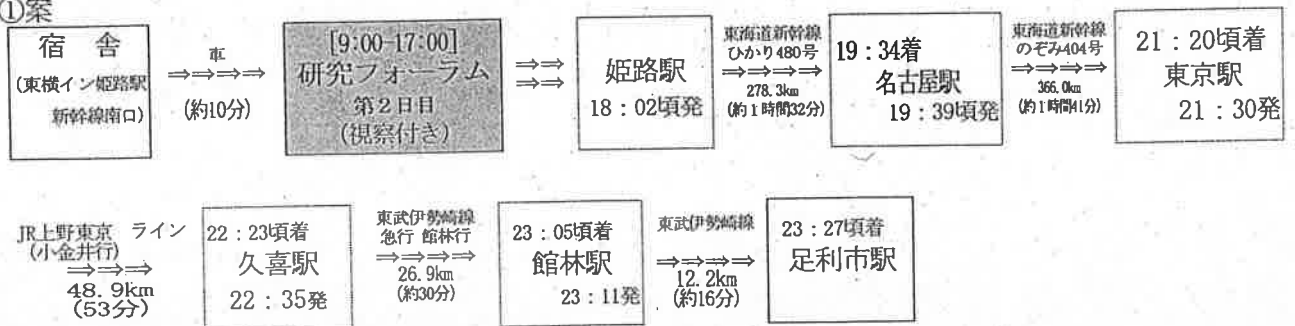 ①案
宿　舎
(東横イン姫路駅
新幹線南口)
車
⇒⇒⇒⇒
(約10分)
[9:00-17:00]
研究フォーラム
第2日目
(視察付き)
⇒⇒
⇒⇒
姫路駅
18：02頃発
東海道新幹線
ひかり480号
⇒⇒⇒⇒
278.3km
(約1時間32分)
19：34着
名古屋駅
19：39頃発
東海道新幹線
のぞみ404号
⇒⇒⇒⇒
366.0km
(約1時間41分)
21：20頃着
東京駅
21：30発
JR上野東京　ライン
(小金井行)
⇒⇒⇒
48.9km
(53分)
22：23頃着
久喜駅
22：35発
東武伊勢崎線
急行 館林行
⇒⇒⇒⇒
26.9km
(約30分)
23：05頃着
館林駅
23：11発
東武伊勢崎線
⇒⇒⇒⇒
12.2km
(約16分)
23：27頃着
足利市駅